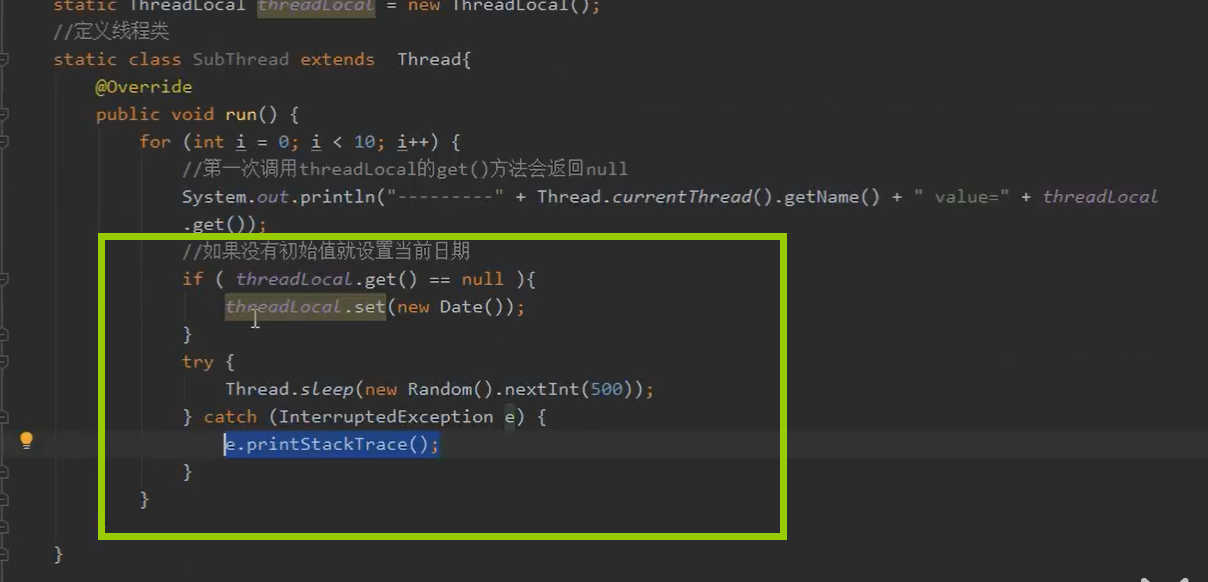 static ThreadLocal threadLocal = new ThreadLocal();
//定义线程类
static class SubThread extends  Thread{
@Override
public void run() {
for (int i = 0; i < 10; i++) {
//第一次调用threadLocal的get()方法会返回null
System.out.println("---------" + Thread.currentThread().getName() + " value=" + threadLocal
.get());
//如果没有初始值就设置当前日期
if ( threadLocal.get() == null ){
threadLocal.set(new Date());
}
try {
Thread.sleep(new Random().nextInt(500));
} catch (InterruptedException e) {
e.printStackTrace();
}
}
}